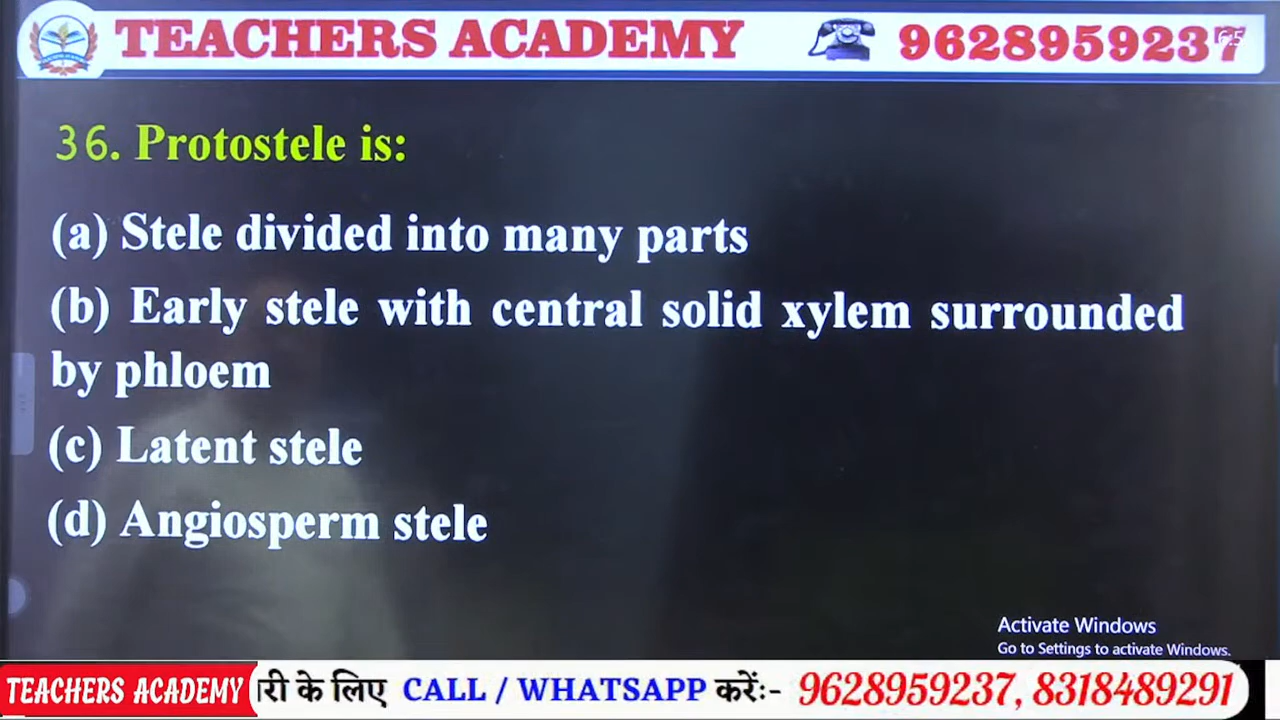 TEACHERS ACADEMY 9628959237
36. Protostele is:
(a) Stele divided into many parts
(b) Early stele with central solid xylem surrounded
by phloem
(c) Latent stele
(d) Angiosperm stele
Activate Windows
Go to Settings to activate Windows.
TEACHERS ACADEMY री के लिए CALL / WHATSAPP करेंः- 9628959237, 8318489291